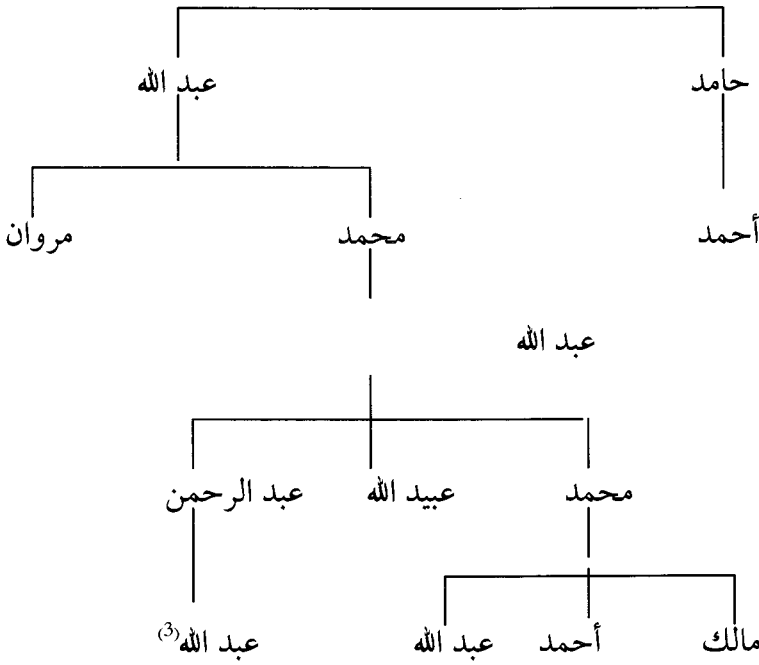 حامد عبد الله
أحمد محمد مروان
عبد الله
محمد عبيد الله عبد الرحمن
مالك أحمد عبد الله عبد الله(3)